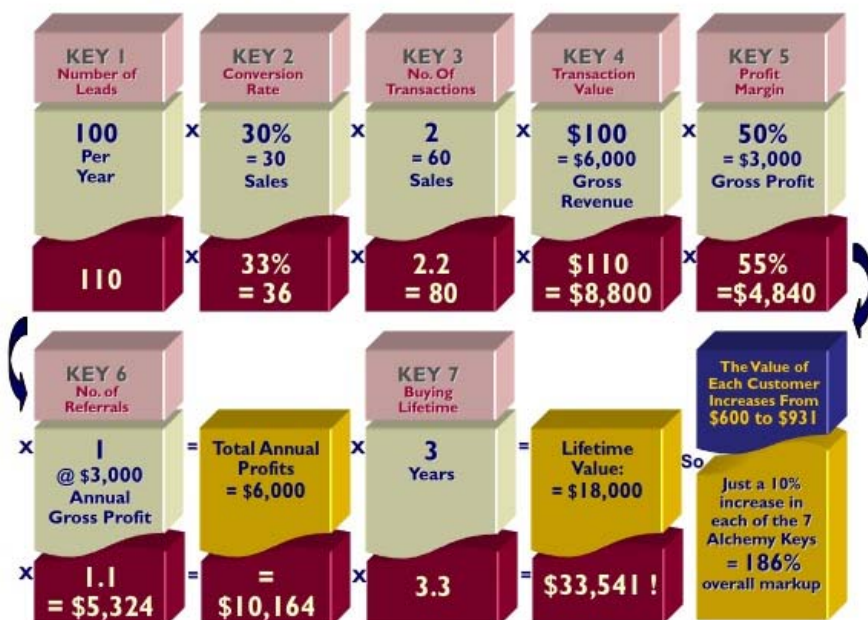 KEY 1
Number of
Leads
100
Per
Year
110
x
x
KEY 2
Conversion
Rate
30%
= 30
Sales
33%
= 36
x
x
KEY 3
No. Of
Transactions
2
= 60
Sales
2.2
= 80
x
x
KEY 4
Transaction
Value
$100
= $6,000
Gross
Revenue
$110
= $8,800
x
x
KEY 5
Profit
Margin
50%
= $3,000
Gross Profit
55%
=$4,840
x
x
KEY 6
No. of
Referrals
1
@ $3,000
Annual
Gross Profit
1.1
= $5,324
=
=
Total Annual
Profits
= $6,000
=
$10,164
x
x
KEY 7
Buying
Lifetime
3
Years
3.3
=
=
Lifetime
Value:
= $18,000
$33,541 !
So
The Value of
Each Customer
Increases From
$600 to $931
Just a 10%
increase in
each of the 7
Alchemy Keys
= 186%
overall markup